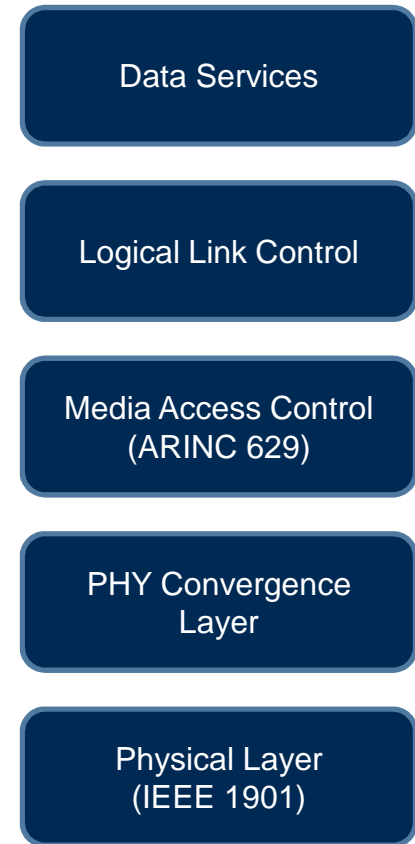 Data Services
Logical Link Control
Media Access Control
(ARINC 629)
PHY Convergence
Layer
Physical Layer
(IEEE 1901)